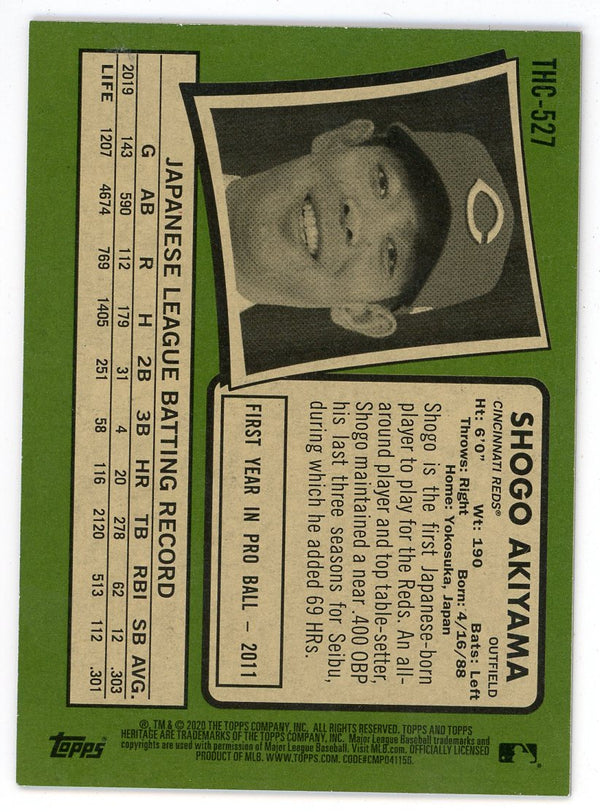 THC-527
SHOGO AKIYAMA
CINCINNATI REDS® OUTFIELD
Ht: 6'0" Wt: 190 Born: 4/16/88 Bats: Left
Throws: Right Home: Yokosuka, Japan
Shogo is the first Japanese-born
player to play for the Reds. An all-
around player and top table-setter,
Shogo maintained a near .400 OBP
his last three seasons for Seibu,
during which he added 69 HRs.
FIRST YEAR IN PRO BALL – 2011
JAPANESE LEAGUE BATTING RECORD
G AB R H 2B 3B HR TB RBI SB AVG.
2019 143 590 112 179 31 4 20 278 62 12 .303
LIFE 1207 4674 769 1405 251 58 116 2120 513 112 .301
®, TM & © 2020 THE TOPPS COMPANY, INC. ALL RIGHTS RESERVED. TOPPS AND TOPPS
HERITAGE ARE TRADEMARKS OF THE TOPPS COMPANY, INC. Major League Baseball trademarks and
copyrights are used with permission of Major League Baseball. Visit MLB.com. OFFICIALLY LICENSED
PRODUCT OF MLB. WWW.TOPPS.COM. CODE#CMP041150.
topps